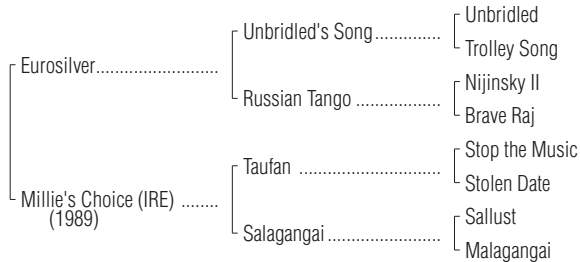 Unbridled
Unbridled's Song..............
Trolley Song
Eurosilver..........................
Nijinsky II
Russian Tango .................
Brave Raj
Stop the Music
Taufan .............................
Stolen Date
Millie's Choice (IRE) ........
(1989)
Sallust
Salagangai.......................
Malagangai